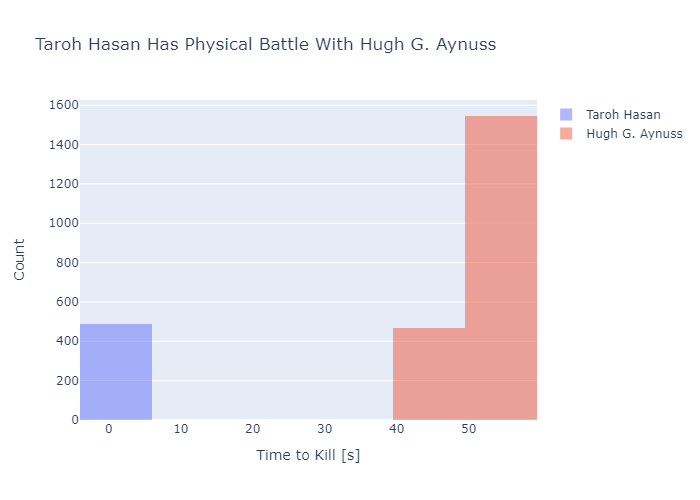 Taroh Hasan Has Physical Battle With Hugh G. Aynuss
1600
1400
1200
1000
800
600
400
200
0
Count
0 10 20 30 40 50
Time to Kill [s]
Taroh Hasan
Hugh G. Aynuss